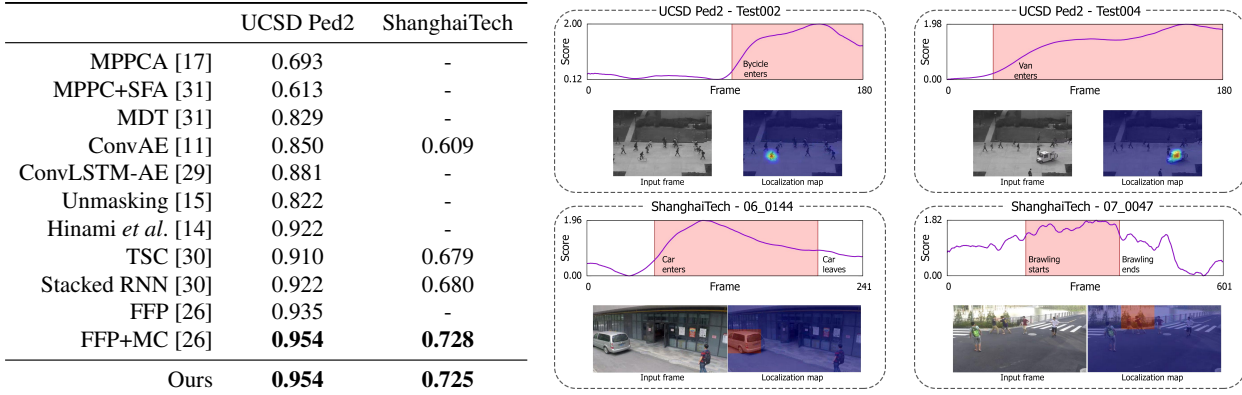 UCSD Ped2 ShanghaiTech
MPPCA [17] 0.693 -
MPPC+SFA [31] 0.613 -
MDT [31] 0.829 -
ConvAE [11] 0.850 0.609
ConvLSTM-AE [29] 0.881 -
Unmasking [15] 0.822 -
Hinami et al. [14] 0.922 -
TSC [30] 0.910 0.679
Stacked RNN [30] 0.922 0.680
FFP [26] 0.935 -
FFP+MC [26] 0.954 0.728
Ours 0.954 0.725
UCSD Ped2 - Test002
2.00
Score
0.12
Bycicle
enters
0 Frame 180
Input frame Localization map
UCSD Ped2 - Test004
1.98
Score
0.00
Van
enters
0 Frame 180
Input frame Localization map
ShanghaiTech - 06_0144
1.96
Score
0.00
Car
enters
Car
leaves
0 Frame 241
Input frame Localization map
ShanghaiTech - 07_0047
1.82
Score
0.00
Brawling
starts
Brawling
ends
0 Frame 601
Input frame Localization map